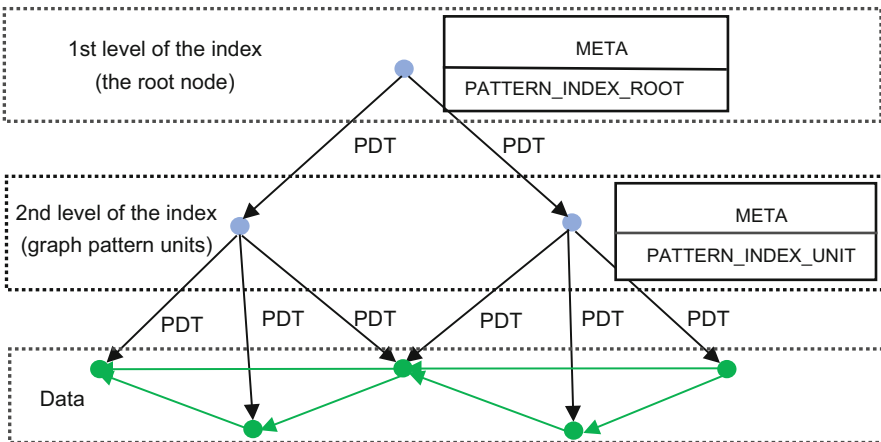 1st level of the index
(the root node)
META
PATTERN_INDEX_ROOT
PDT
PDT
2nd level of the index
(graph pattern units)
META
PATTERN_INDEX_UNIT
PDT
PDT
PDT
PDT
PDT
PDT
Data